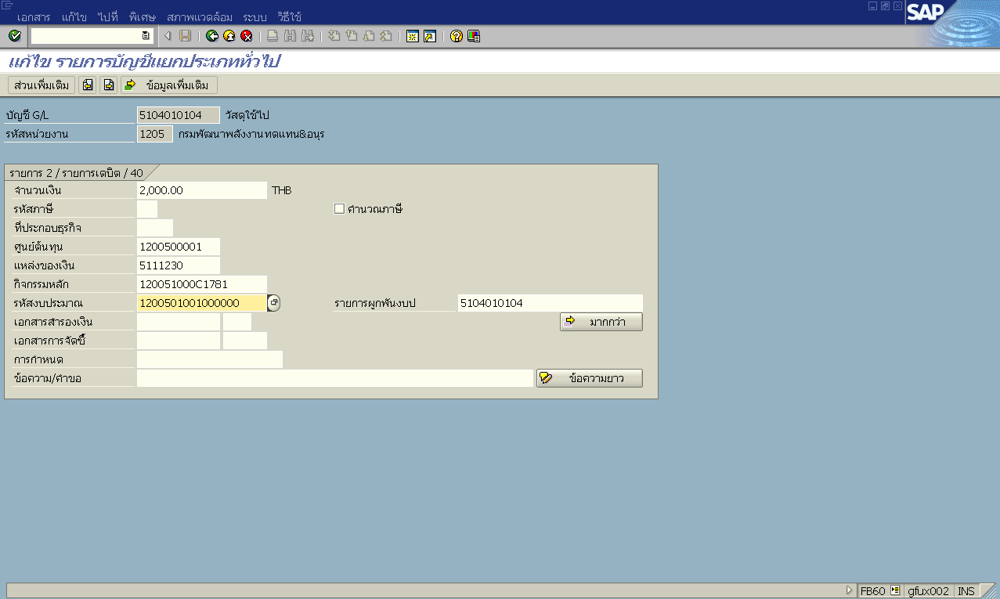 เอกสาร แก้ไข ไปที่ พิเศษ สภาพแวดล้อม ระบบ วิธีใช้
SAP
แก้ไข รายการบัญชีแยกประเภททั่วไป
ส่วนเพิ่มเติม ข้อมูลเพิ่มเติม
บัญชี G/L 5104010104 วัสดุใช้ไป
รหัสหน่วยงาน 1205 กรมพัฒนาพลังงานทดแทน&อนุร
รายการ 2 / รายการเดบิต / 40
จำนวนเงิน 2,000.00 THB
รหัสภาษี คำนวณภาษี
ที่ประกอบธุรกิจ
ศูนย์ต้นทุน 1200500001
แหล่งของเงิน 5111230
กิจกรรมหลัก 120051000C1781
รหัสงบประมาณ 1200501001000000 รายการผูกพันงบป 5104010104
เอกสารสำรองเงิน มากกว่า
เอกสารการจัดซื้
การกำหนด
ข้อความ/คำขอ ข้อความยาว
FB60 gfux002 INS